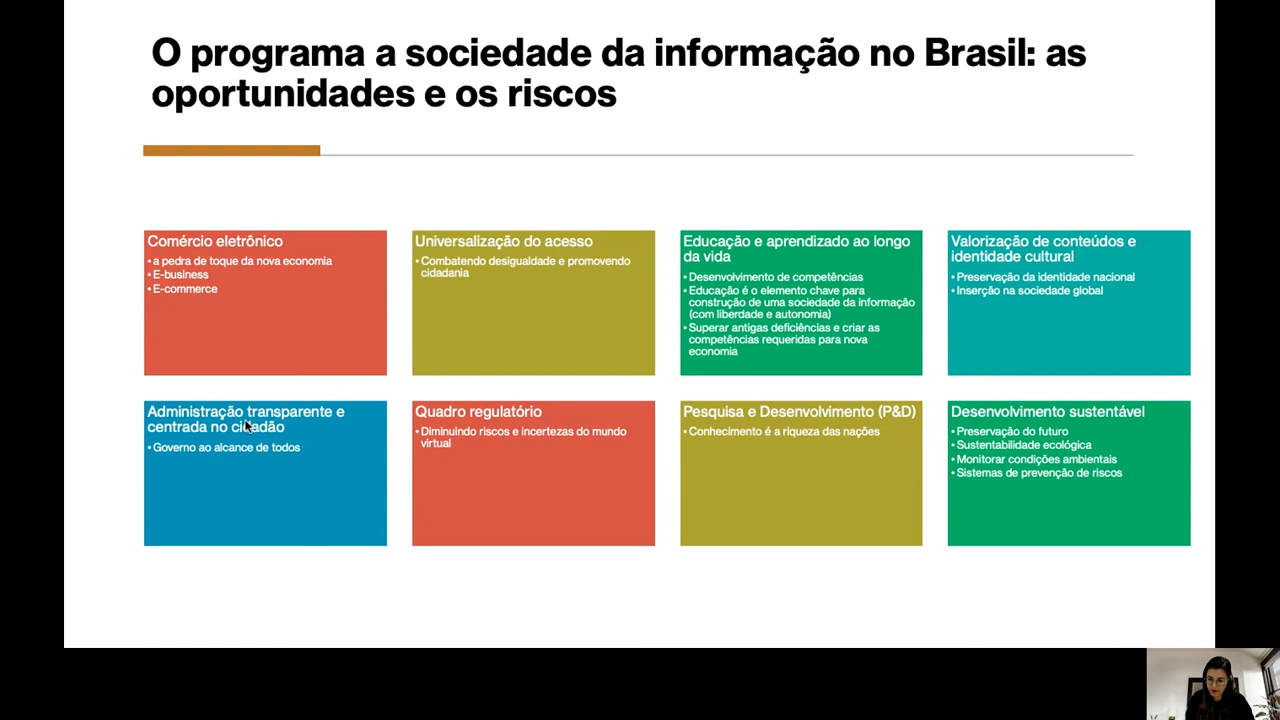 O programa a sociedade da informação no Brasil: as
oportunidades e os riscos
Comércio eletrônico
• a pedra de toque da nova economia
• E-business
• E-commerce
Universalização do acesso
• Combatendo desigualdade e promovendo
cidadania
Educação e aprendizado ao longo
da vida
• Desenvolvimento de competências
• Educação é o elemento chave para
construção de uma sociedade da informação
(com liberdade e autonomia)
• Superar antigas deficiências e criar as
competências requeridas para nova
economia
Valorização de conteúdos e
identidade cultural
• Preservação da identidade nacional
• Inserção na sociedade global
Administração transparente e
centrada no cidadão
• Governo ao alcance de todos
Quadro regulatório
• Diminuindo riscos e incertezas do mundo
virtual
Pesquisa e Desenvolvimento (P&D)
• Conhecimento é a riqueza das nações
Desenvolvimento sustentável
• Preservação do futuro
• Sustentabilidade ecológica
• Monitorar condições ambientais
• Sistemas de prevenção de riscos